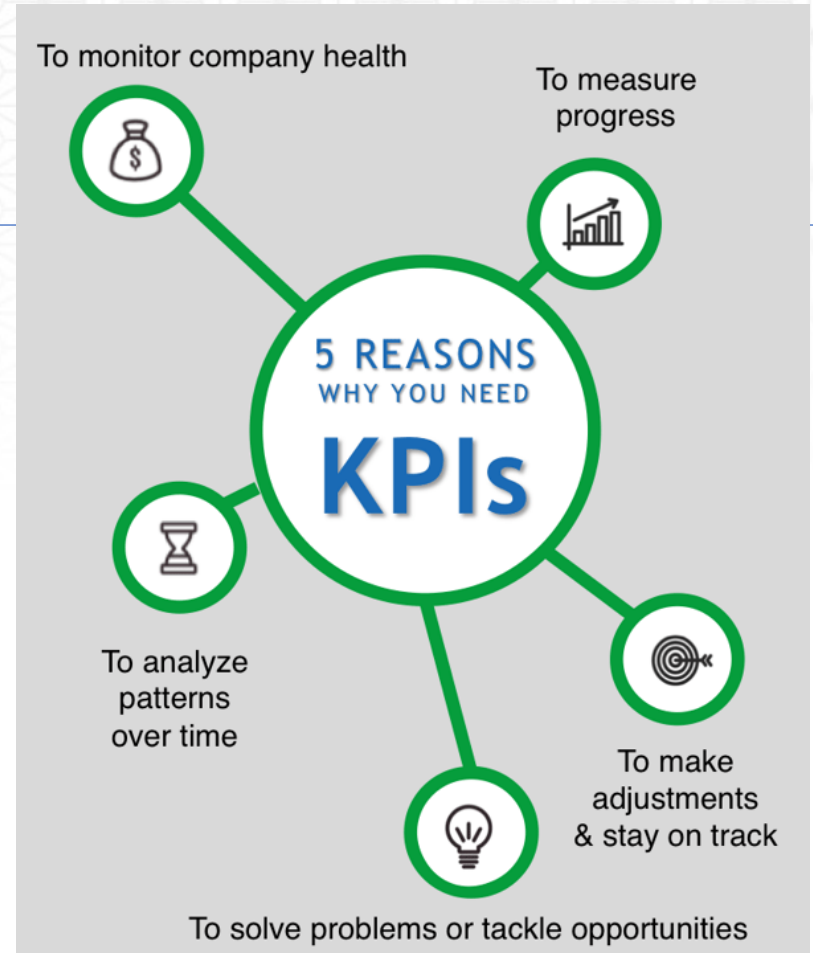 To monitor company health
To measure
progress
$
5 REASONS
WHY YOU NEED
KPIs
To analyze
patterns
over time
To make
adjustments
& stay on track
To solve problems or tackle opportunities